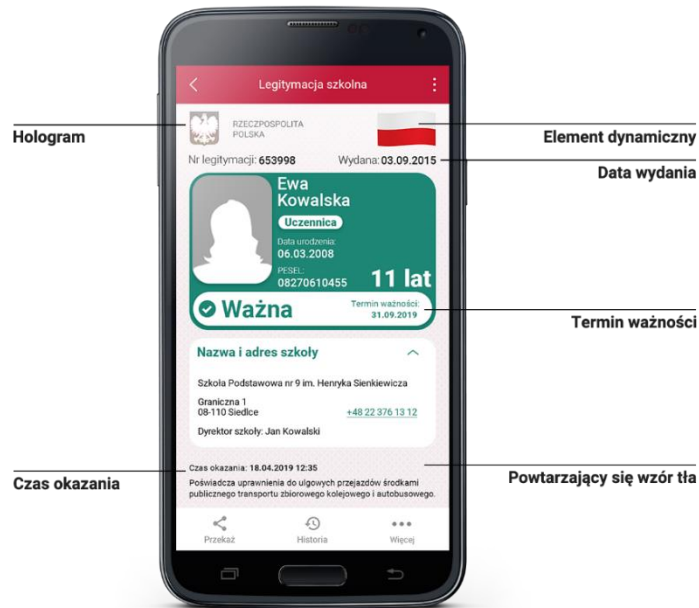 Legitymacja szkolna
RZECZPOSPOLITA
POLSKA
Hologram
Element dynamiczny
Nr legitymacji: 653998 Wydana: 03.09.2015
Data wydania
Ewa
Kowalska
Uczennica
Data urodzenia:
06.03.2008
PESEL:
08270610455
11 lat
Ważna
Termin ważności:
31.09.2019
Termin ważności
Nazwa i adres szkoły
Szkoła Podstawowa nr 9 im. Henryka Sienkiewicza
Graniczna 1
08-110 Siedlce
+48 22 376 13 12
Dyrektor szkoły: Jan Kowalski
Czas okazania: 18.04.2019 12:35
Czas okazania
Powtarzający się wzór tła
Poświadcza uprawnienia do ulgowych przejazdów środkami
publicznego transportu zbiorowego kolejowego i autobusowego.
Przekaż Historia Więcej